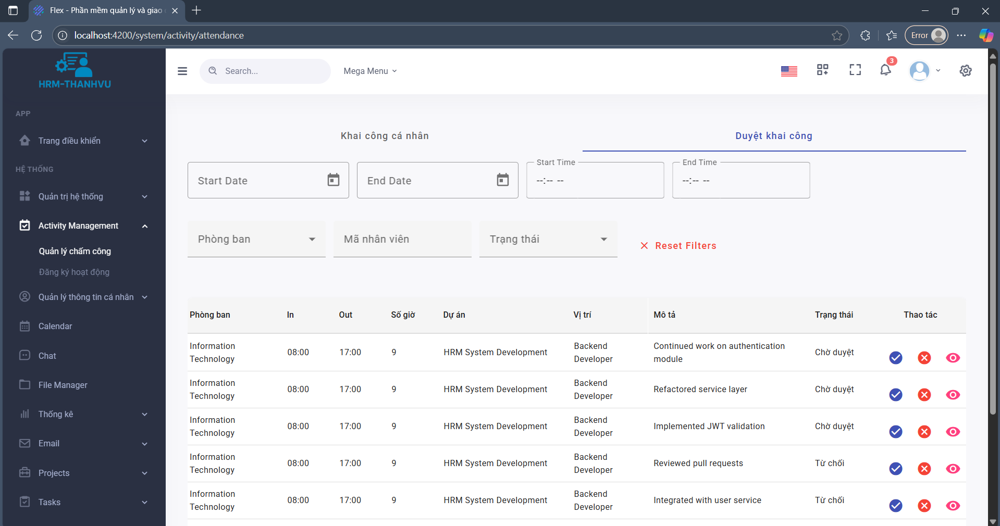 Flex - Phần mềm quản lý và giao
localhost:4200/system/activity/attendance
Error
HRM-THANHVU
Search...
Mega Menu
3
APP
Trang điều khiển
HỆ THỐNG
Quản trị hệ thống
Activity Management
Quản lý chấm công
Đăng ký hoạt động
Quản lý thông tin cá nhân
Calendar
Chat
File Manager
Thống kê
Email
Projects
Tasks
Khai công cá nhân
Duyệt khai công
Start Date
End Date
Start Time
--:-- --
End Time
--:-- --
Phòng ban
Mã nhân viên
Trạng thái
Reset Filters
Phòng ban In Out Số giờ Dự án Vị trí Mô tả Trạng thái Thao tác
Information Technology 08:00 17:00 9 HRM System Development Backend Developer Continued work on authentication module Chờ duyệt
Information Technology 08:00 17:00 9 HRM System Development Backend Developer Refactored service layer Chờ duyệt
Information Technology 08:00 17:00 9 HRM System Development Backend Developer Implemented JWT validation Chờ duyệt
Information Technology 08:00 17:00 9 HRM System Development Backend Developer Reviewed pull requests Từ chối
Information Technology 08:00 17:00 9 HRM System Development Backend Developer Integrated with user service Từ chối